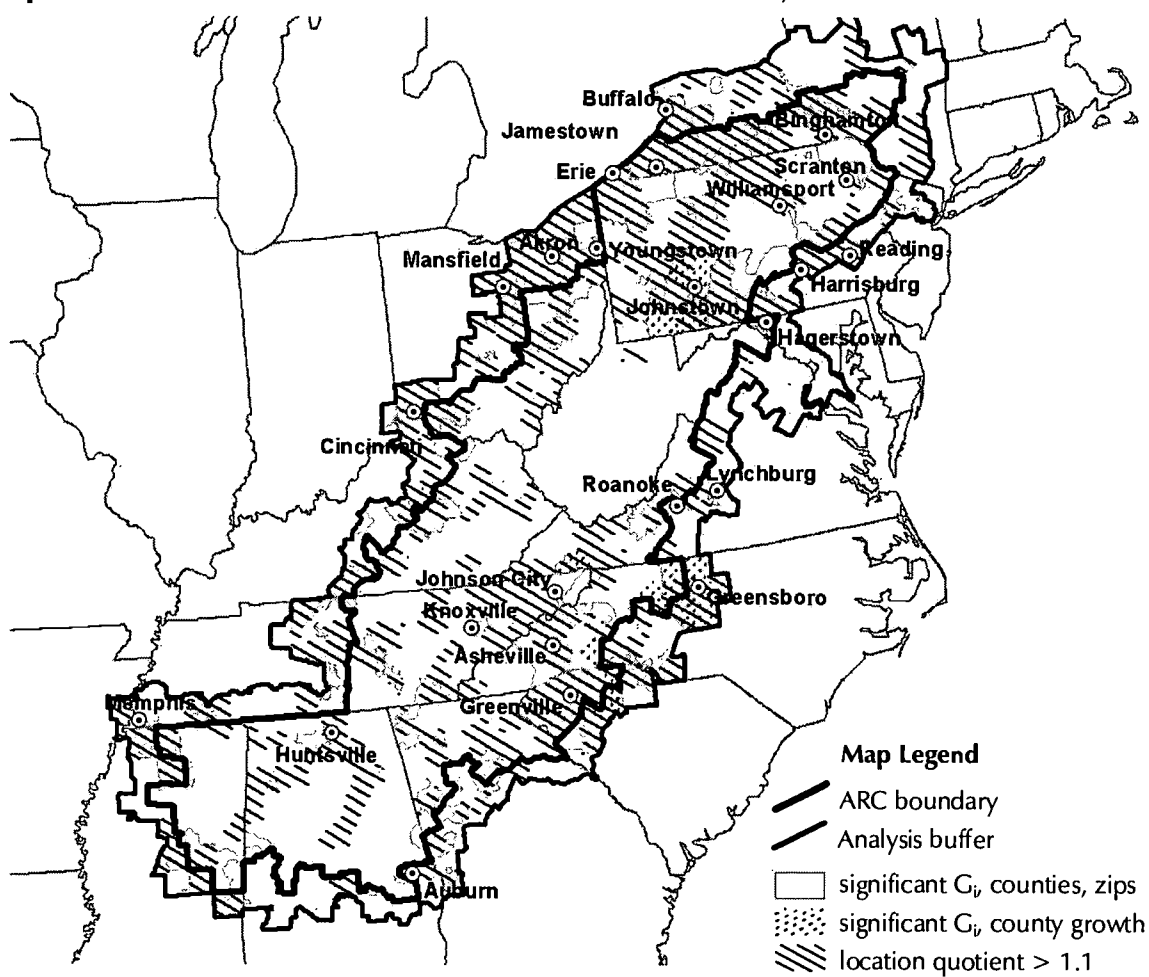 Buffalo
Jamestown
Binghamton
Erie
Scranton
Williamsport
Akron
Youngstown
Mansfield
Reading
Harrisburg
Johnstown
Hagerstown
Cincinnati
Roanoke
Lynchburg
Johnson City
Knoxville
Greensboro
Asheville
Memphis
Greenville
Huntsville
Auburn
Map Legend
ARC boundary
Analysis buffer
significant Gi, counties, zips
significant Gi, county growth
location quotient > 1.1